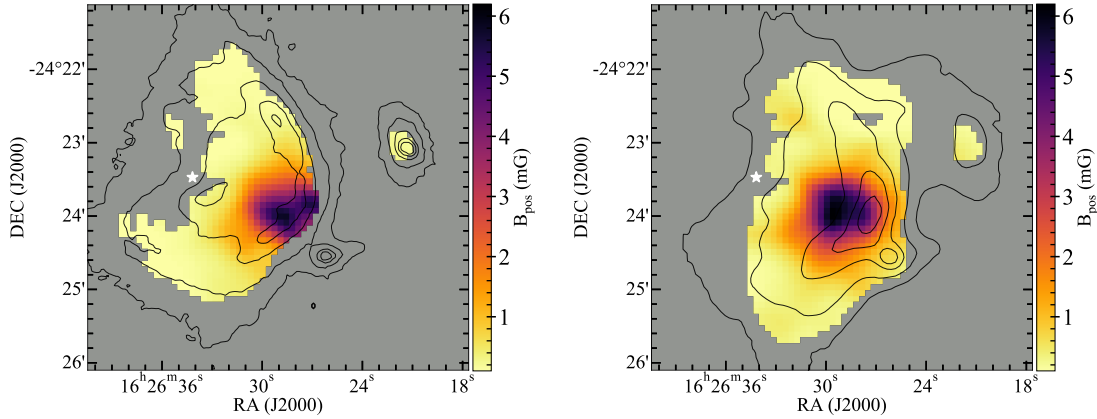 -24°22'
23'
24'
25'
26'
DEC (J2000)
16ʰ26ᵐ36ˢ
30ˢ
24ˢ
18ˢ
RA (J2000)
6
5
4
3
2
1
B_pos (mG)
-24°22'
23'
24'
25'
26'
DEC (J2000)
16ʰ26ᵐ36ˢ
30ˢ
24ˢ
18ˢ
RA (J2000)
6
5
4
3
2
1
B_pos (mG)